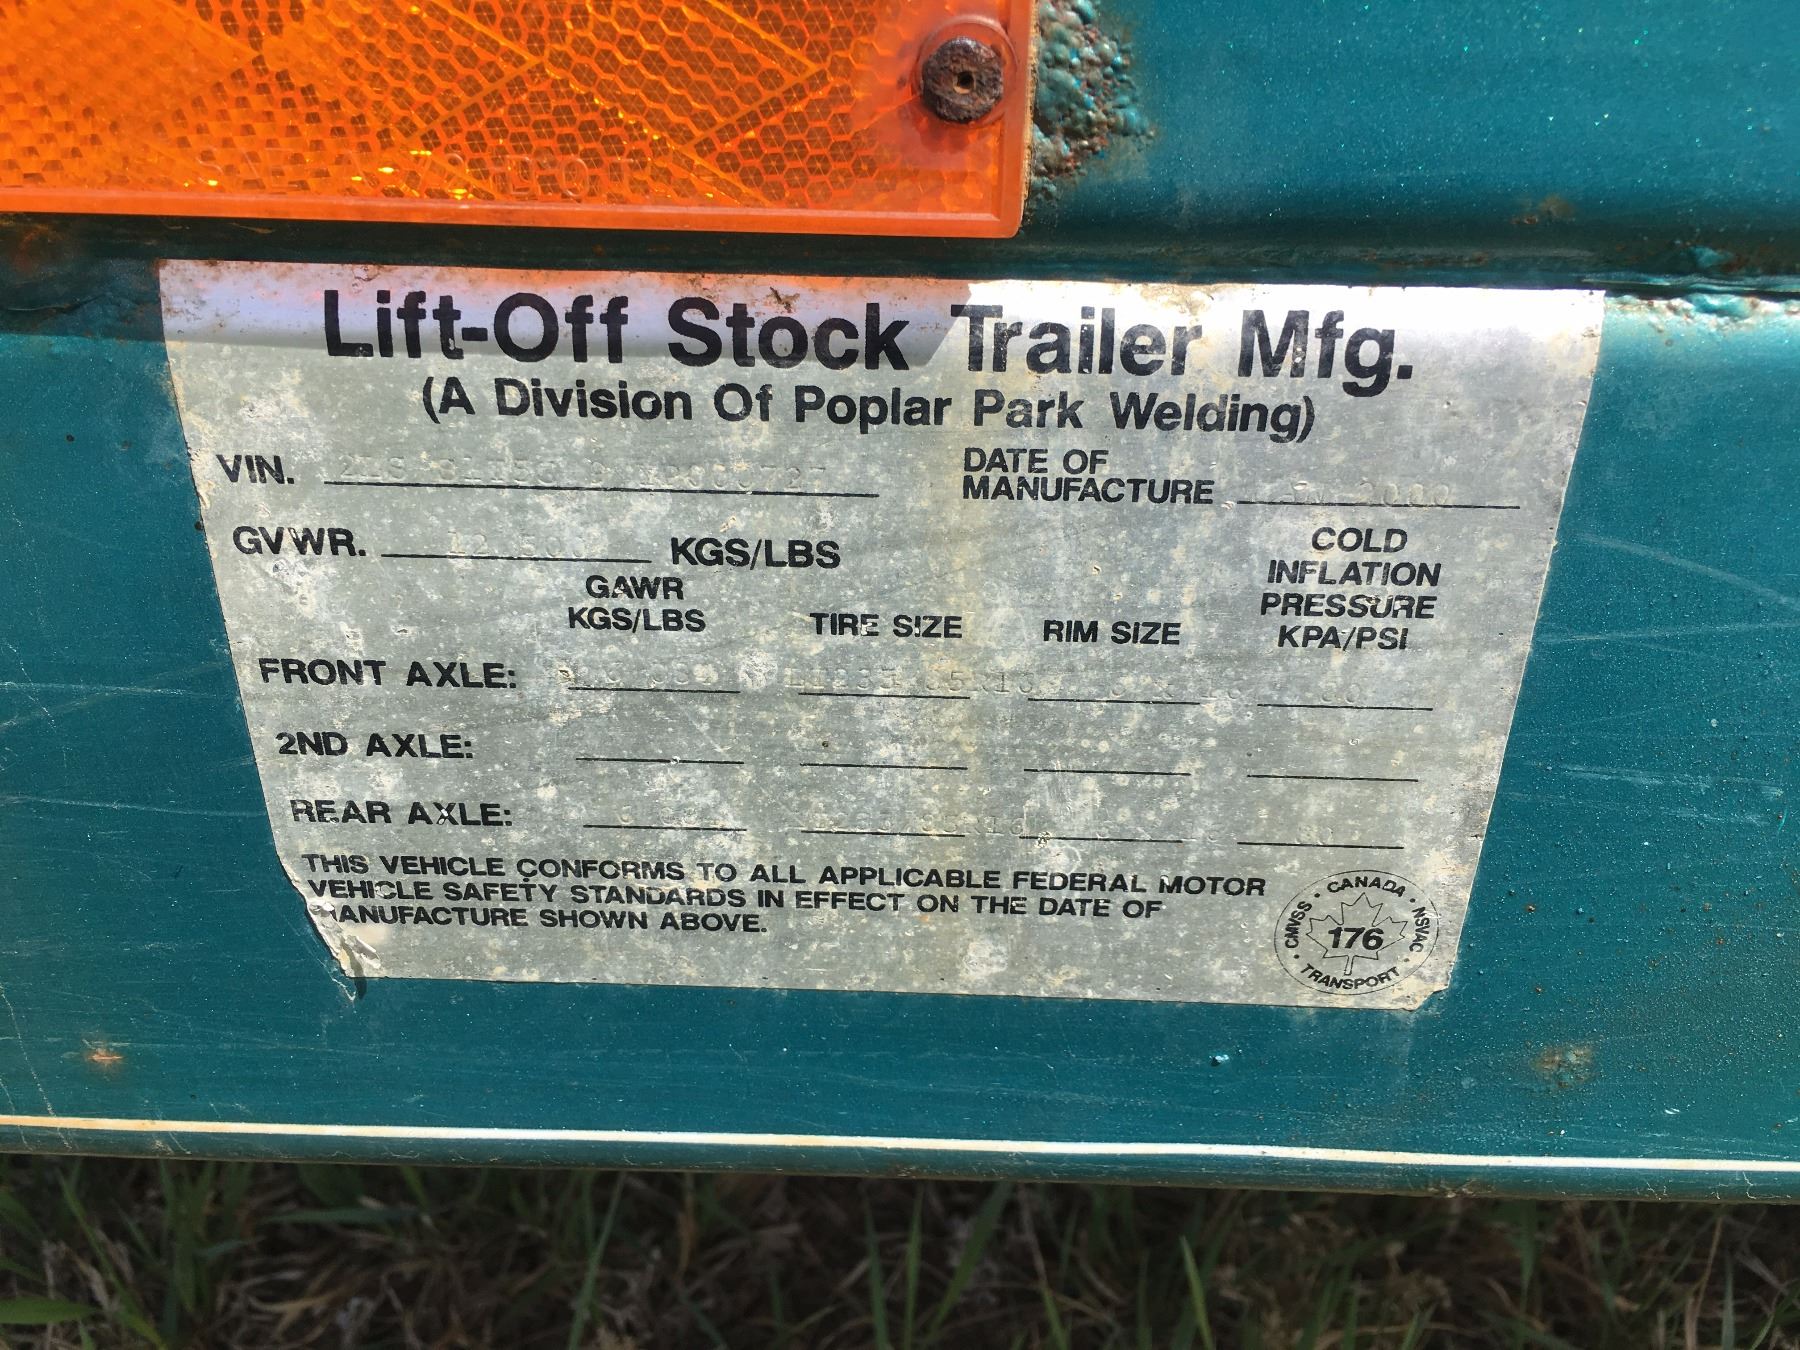 Lift-Off Stock Trailer Mfg.
(A Division Of Poplar Park Welding)
VIN.
DATE OF
MANUFACTURE 2000
GVWR. KGS/LBS
GAWR
KGS/LBS
TIRE SIZE
RIM SIZE
COLD
INFLATION
PRESSURE
KPA/PSI
FRONT AXLE: 80
2ND AXLE:
REAR AXLE: 80
THIS VEHICLE CONFORMS TO ALL APPLICABLE FEDERAL MOTOR
VEHICLE SAFETY STANDARDS IN EFFECT ON THE DATE OF
MANUFACTURE SHOWN ABOVE.
CANADA
CMVSS · NSVAC
176
TRANSPORT